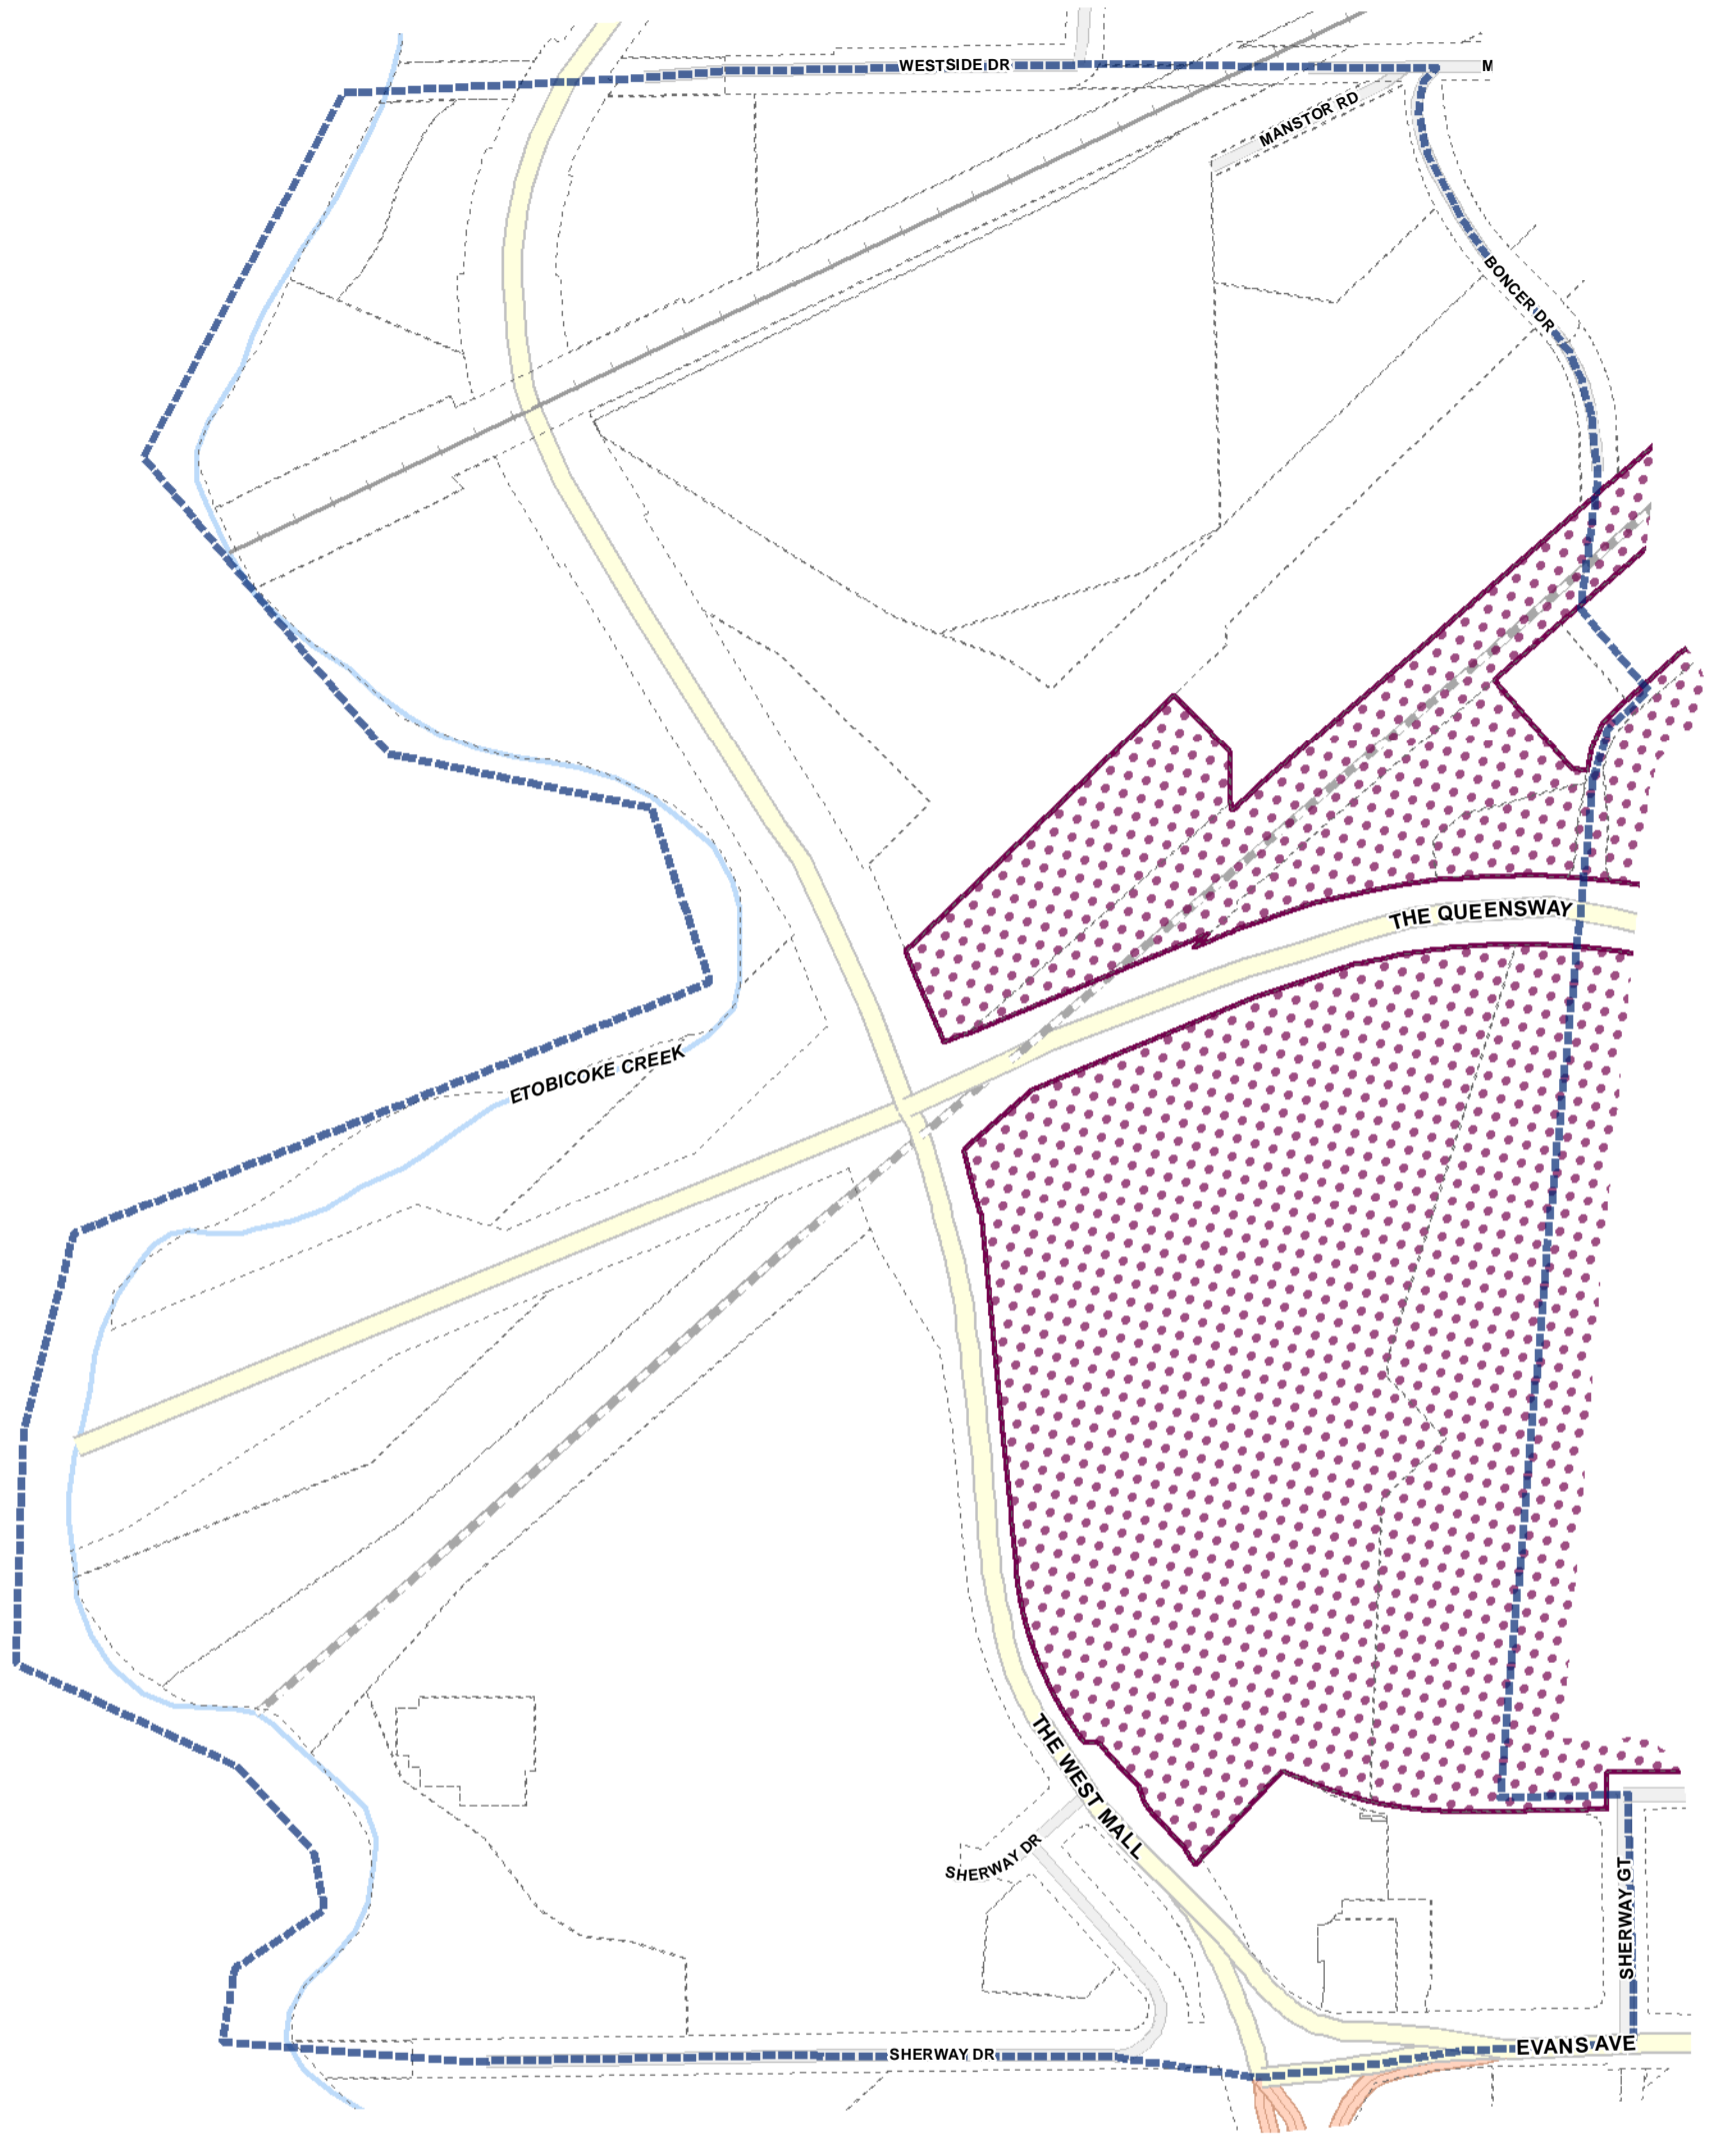 WESTSIDE DR
M
MANSTOR RD
BONCER DR
THE QUEENSWAY
ETOBICOKE CREEK
THE WEST MALL
SHERWAY DR
SHERWAY GT
EVANS AVE
SHERWAY DR